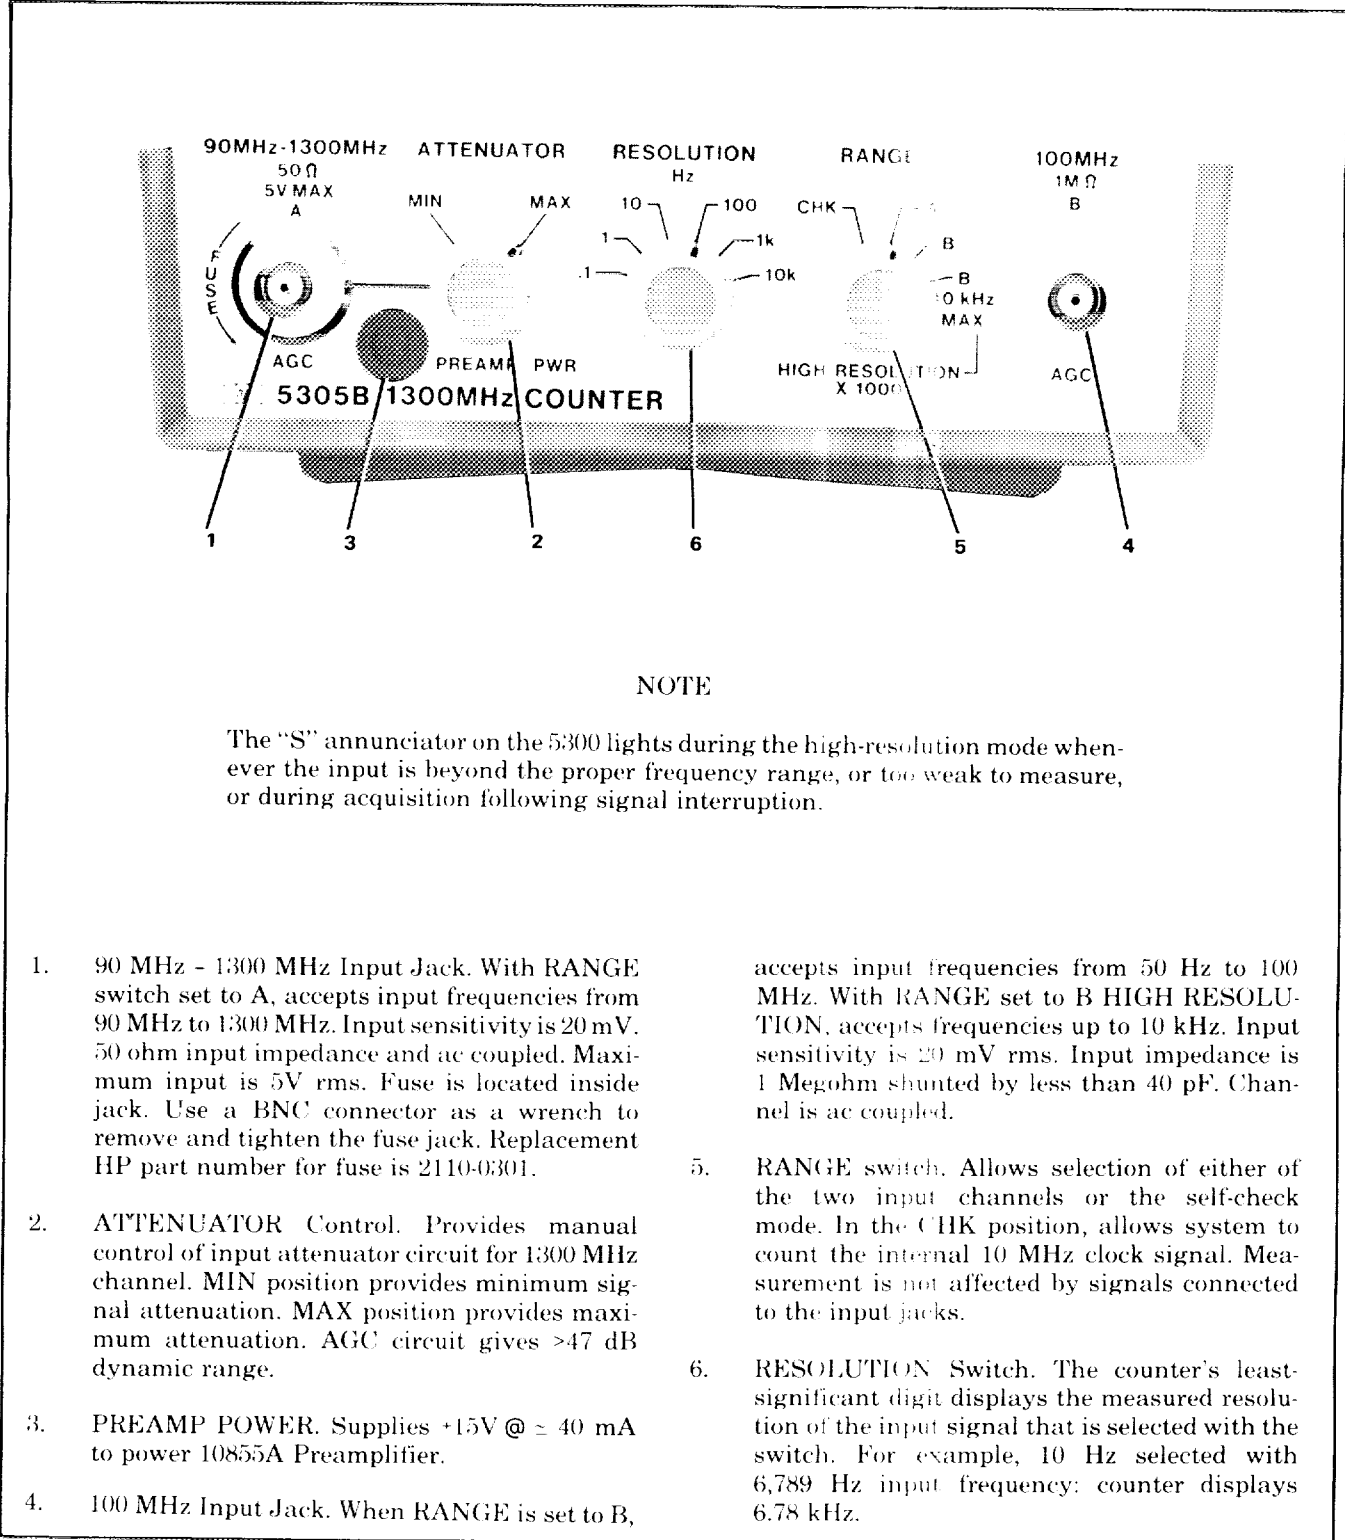 90MHz-1300MHz
50Ω
5V MAX
A
ATTENUATOR
MIN
MAX
RESOLUTION
Hz
.1
1
10
100
1k
10k
RANGE
CHK
B
B
0 kHz
MAX
HIGH RESOLUTION
X 1000
100MHz
1MΩ
B
FUSE
AGC
PREAMP PWR
AGC
5305B 1300MHz COUNTER
1
3
2
6
5
4
NOTE
The “S” annunciator on the 5300 lights during the high-resolution mode when-
ever the input is beyond the proper frequency range, or too weak to measure,
or during acquisition following signal interruption.
1. 90 MHz - 1300 MHz Input Jack. With RANGE
switch set to A, accepts input frequencies from
90 MHz to 1300 MHz. Input sensitivity is 20 mV.
50 ohm input impedance and ac coupled. Maxi-
mum input is 5V rms. Fuse is located inside
jack. Use a BNC connector as a wrench to
remove and tighten the fuse jack. Replacement
HP part number for fuse is 2110-0301.
2. ATTENUATOR Control. Provides manual
control of input attenuator circuit for 1300 MHz
channel. MIN position provides minimum sig-
nal attenuation. MAX position provides maxi-
mum attenuation. AGC circuit gives >47 dB
dynamic range.
3. PREAMP POWER. Supplies +15V @ ≃ 40 mA
to power 10855A Preamplifier.
4. 100 MHz Input Jack. When RANGE is set to B,
accepts input frequencies from 50 Hz to 100
MHz. With RANGE set to B HIGH RESOLU-
TION, accepts frequencies up to 10 kHz. Input
sensitivity is 20 mV rms. Input impedance is
1 Megohm shunted by less than 40 pF. Chan-
nel is ac coupled.
5. RANGE switch. Allows selection of either of
the two input channels or the self-check
mode. In the CHK position, allows system to
count the internal 10 MHz clock signal. Mea-
surement is not affected by signals connected
to the input jacks.
6. RESOLUTION Switch. The counter's least-
significant digit displays the measured resolu-
tion of the input signal that is selected with the
switch. For example, 10 Hz selected with
6,789 Hz input frequency: counter displays
6.78 kHz.